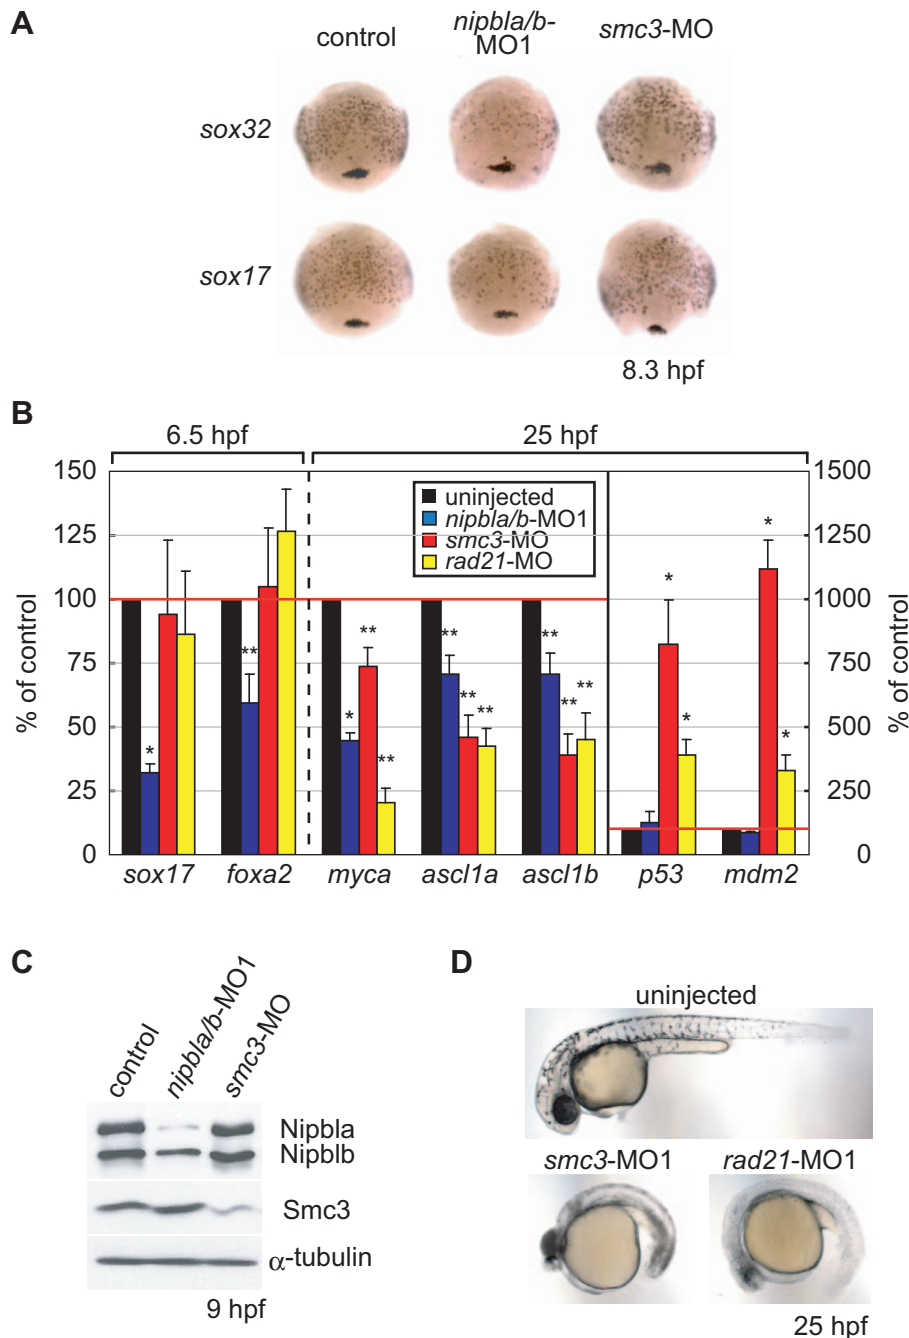 A
control
nipbla/b-
MO1
smc3-MO
sox32
sox17
8.3 hpf
B
6.5 hpf
25 hpf
150
125
100
75
50
25
0
% of control
1500
1250
1000
750
500
250
0
% of control
uninjected
nipbla/b-MO1
smc3-MO
rad21-MO
*
**
*
**
**
**
**
**
**
**
**
*
*
*
*
sox17
foxa2
myca
ascl1a
ascl1b
p53
mdm2
C
control
nipbla/b-MO1
smc3-MO
Nipbla
Nipblb
Smc3
α-tubulin
9 hpf
D
uninjected
smc3-MO1
rad21-MO1
25 hpf